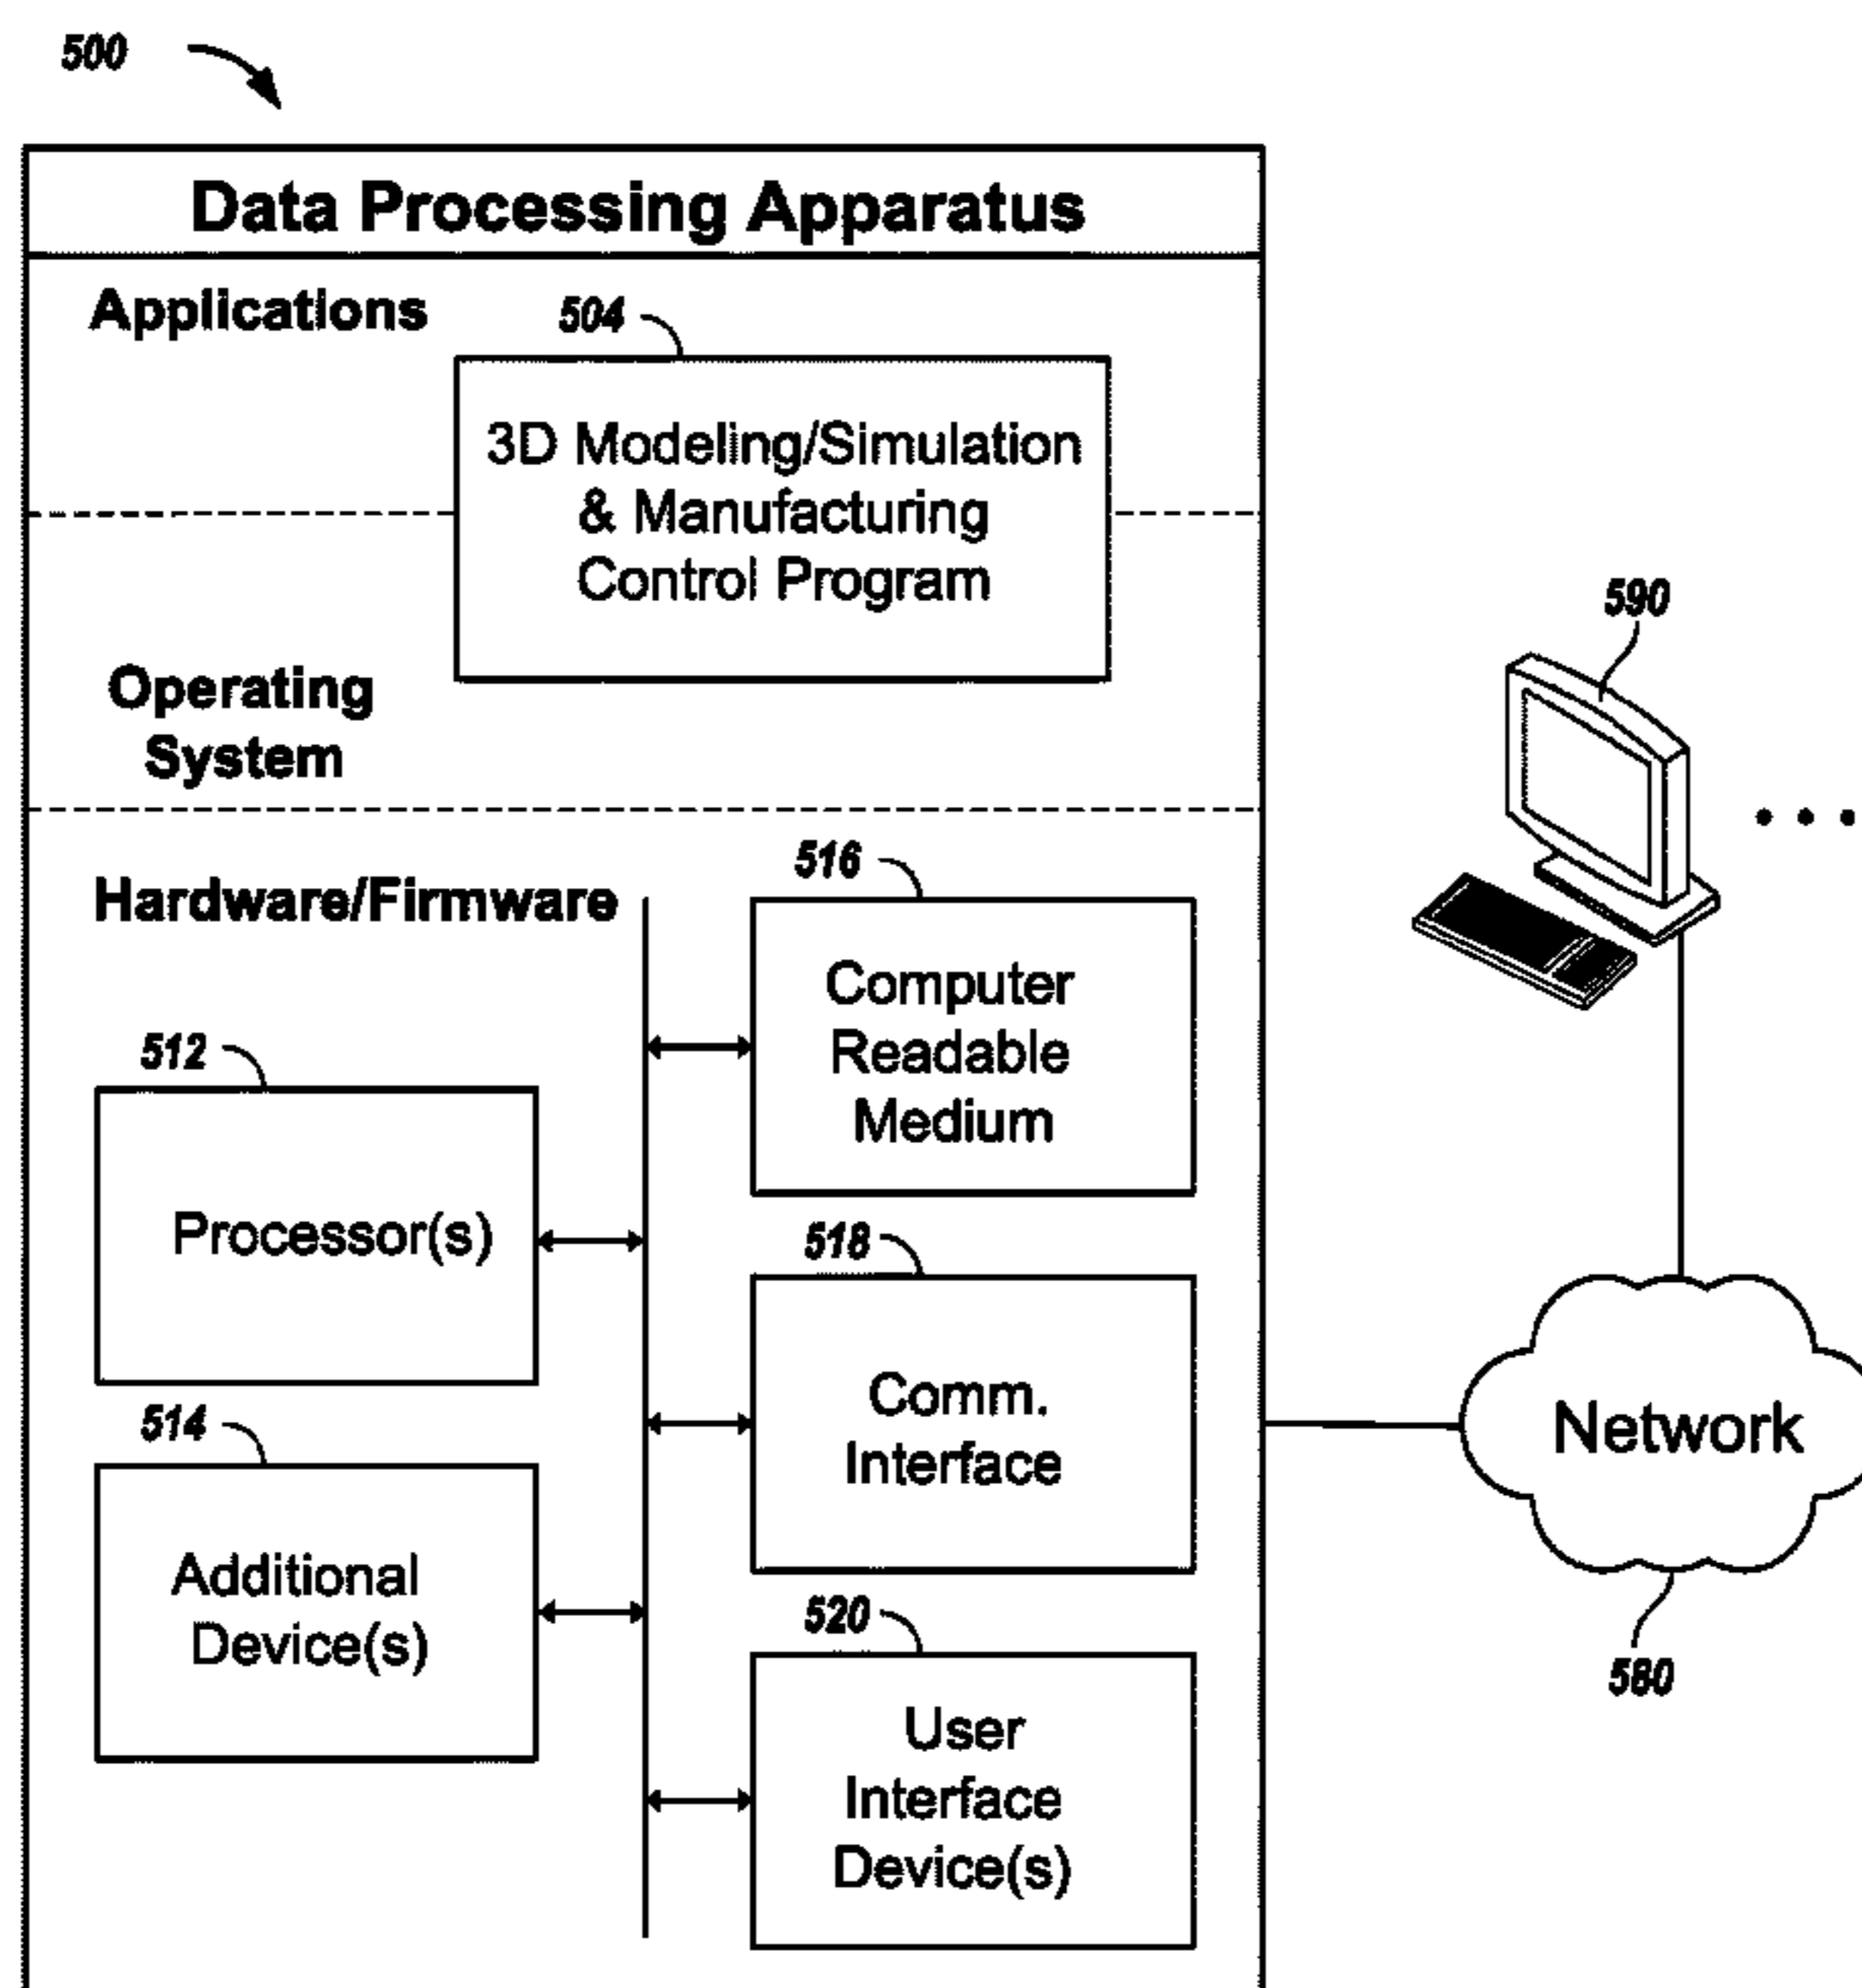 500
Data Processing Apparatus
Applications
504
3D Modeling/Simulation
& Manufacturing
Control Program
Operating
System
590
Hardware/Firmware
516
Computer
Readable
Medium
512
Processor(s)
518
Comm.
Interface
Network
580
514
Additional
Device(s)
520
User
Interface
Device(s)